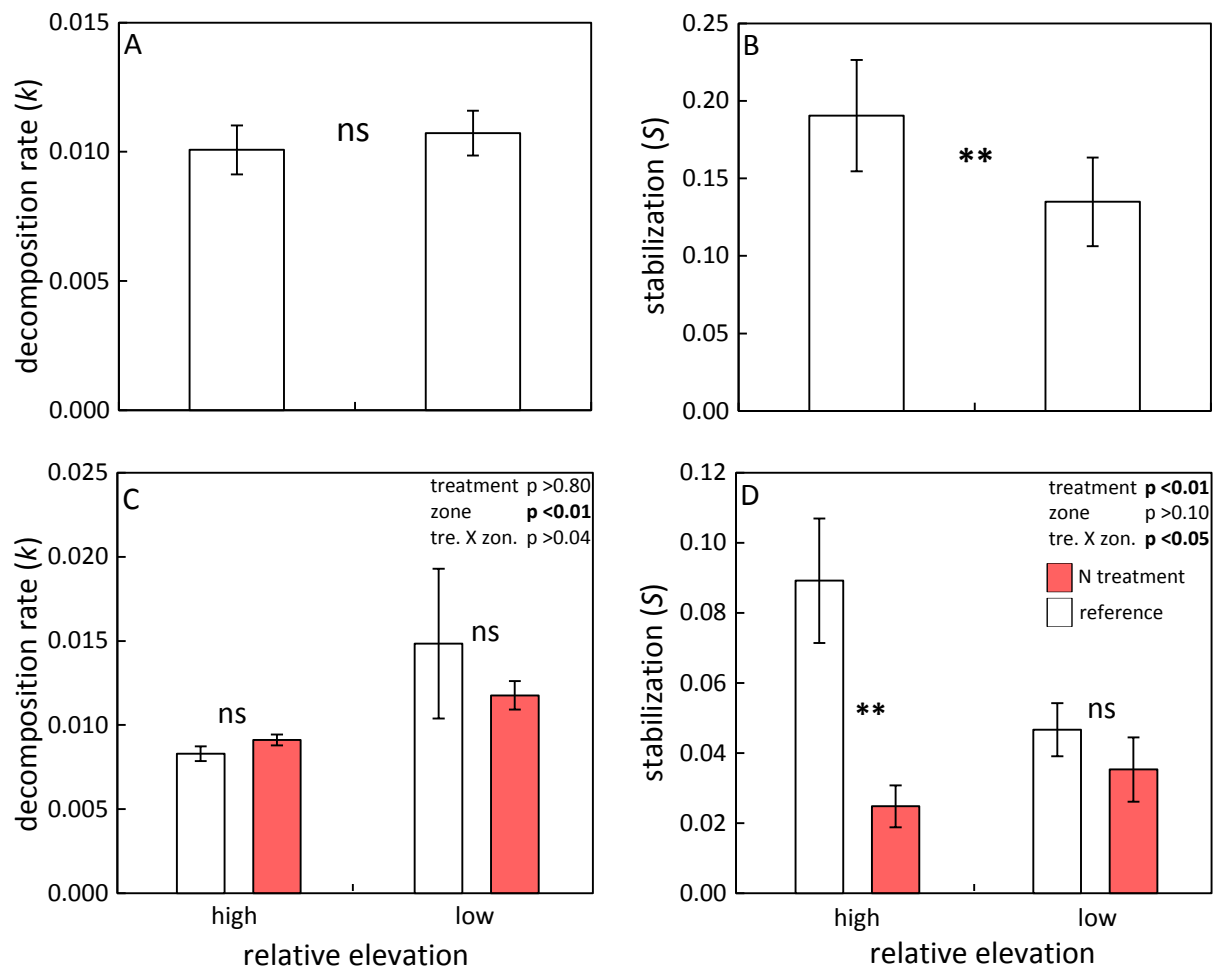 A
decomposition rate (k)
0.015
0.010
0.005
0.000
ns
B
stabilization (S)
0.25
0.20
0.15
0.10
0.05
0.00
**
C
decomposition rate (k)
0.025
0.020
0.015
0.010
0.005
0.000
treatment p >0.80
zone p <0.01
tre. X zon. p >0.04
ns
ns
high low
relative elevation
D
stabilization (S)
0.12
0.10
0.08
0.06
0.04
0.02
0.00
treatment p <0.01
zone p >0.10
tre. X zon. p <0.05
N treatment
reference
**
ns
high low
relative elevation